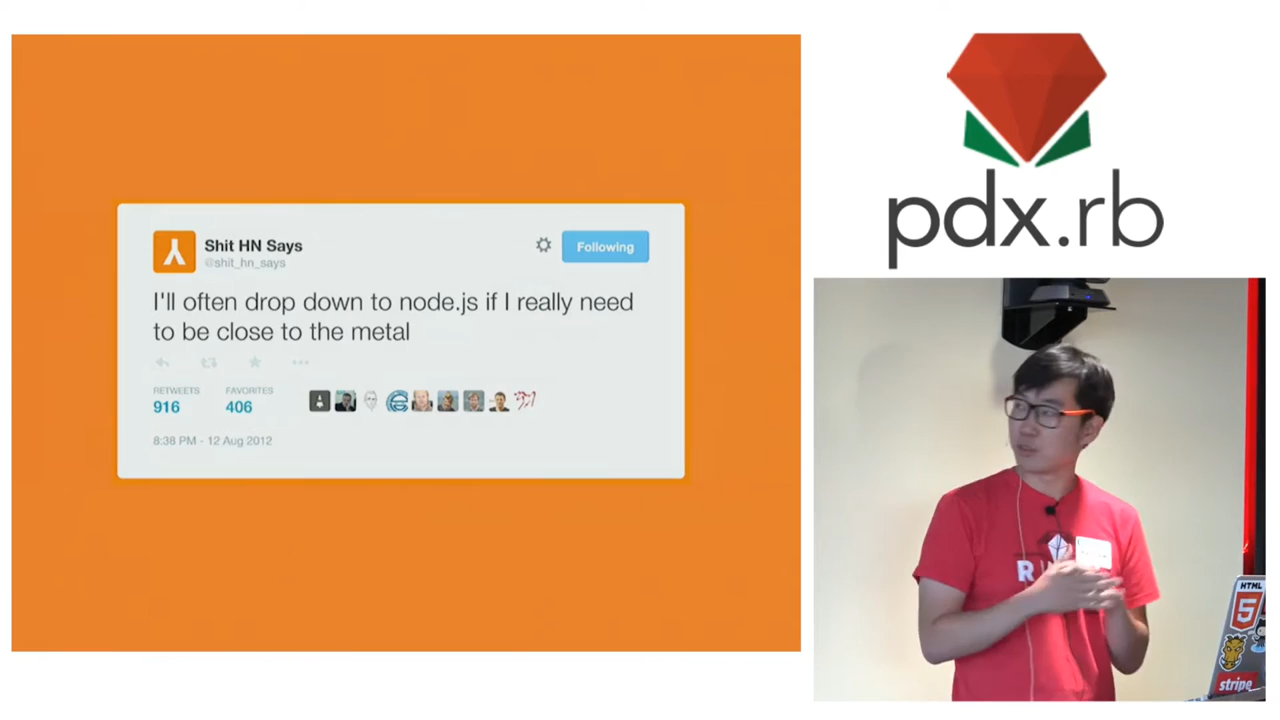 Shit HN Says
@shit_hn_says
Following
I'll often drop down to node.js if I really need
to be close to the metal
RETWEETS
916
FAVORITES
406
8:38 PM - 12 Aug 2012
pdx.rb
HTML
5
stripe